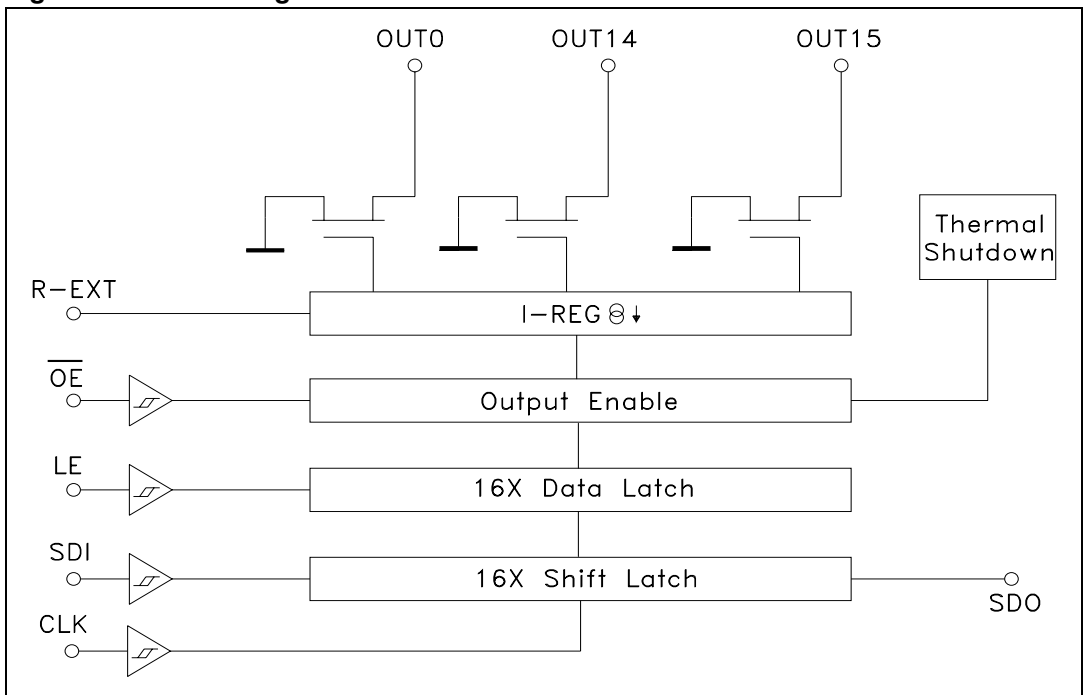 OUT0 OUT14 OUT15
Thermal
Shutdown
R-EXT
I-REG
OE
Output Enable
LE
16X Data Latch
SDI
16X Shift Latch
SDO
CLK